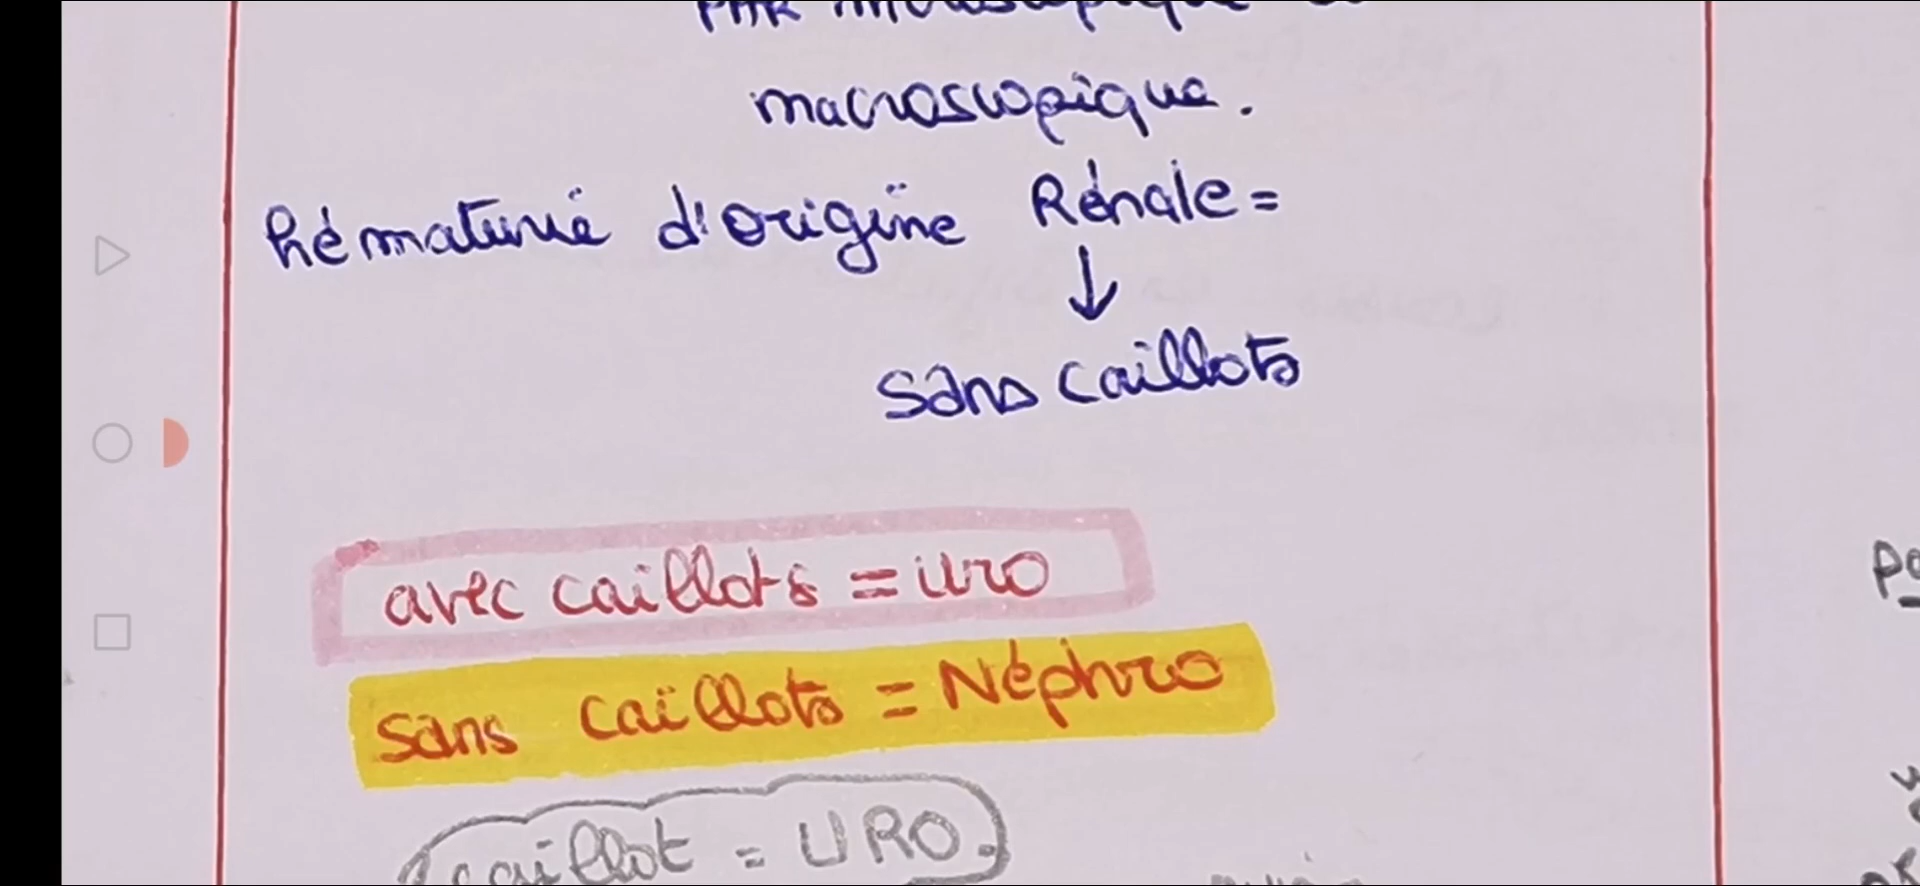 macroscopique.
hématurie d'origine Rénale =
↓
sans caillots
avec caillots = uro
sans caillots = Néphro
caillot = URO.